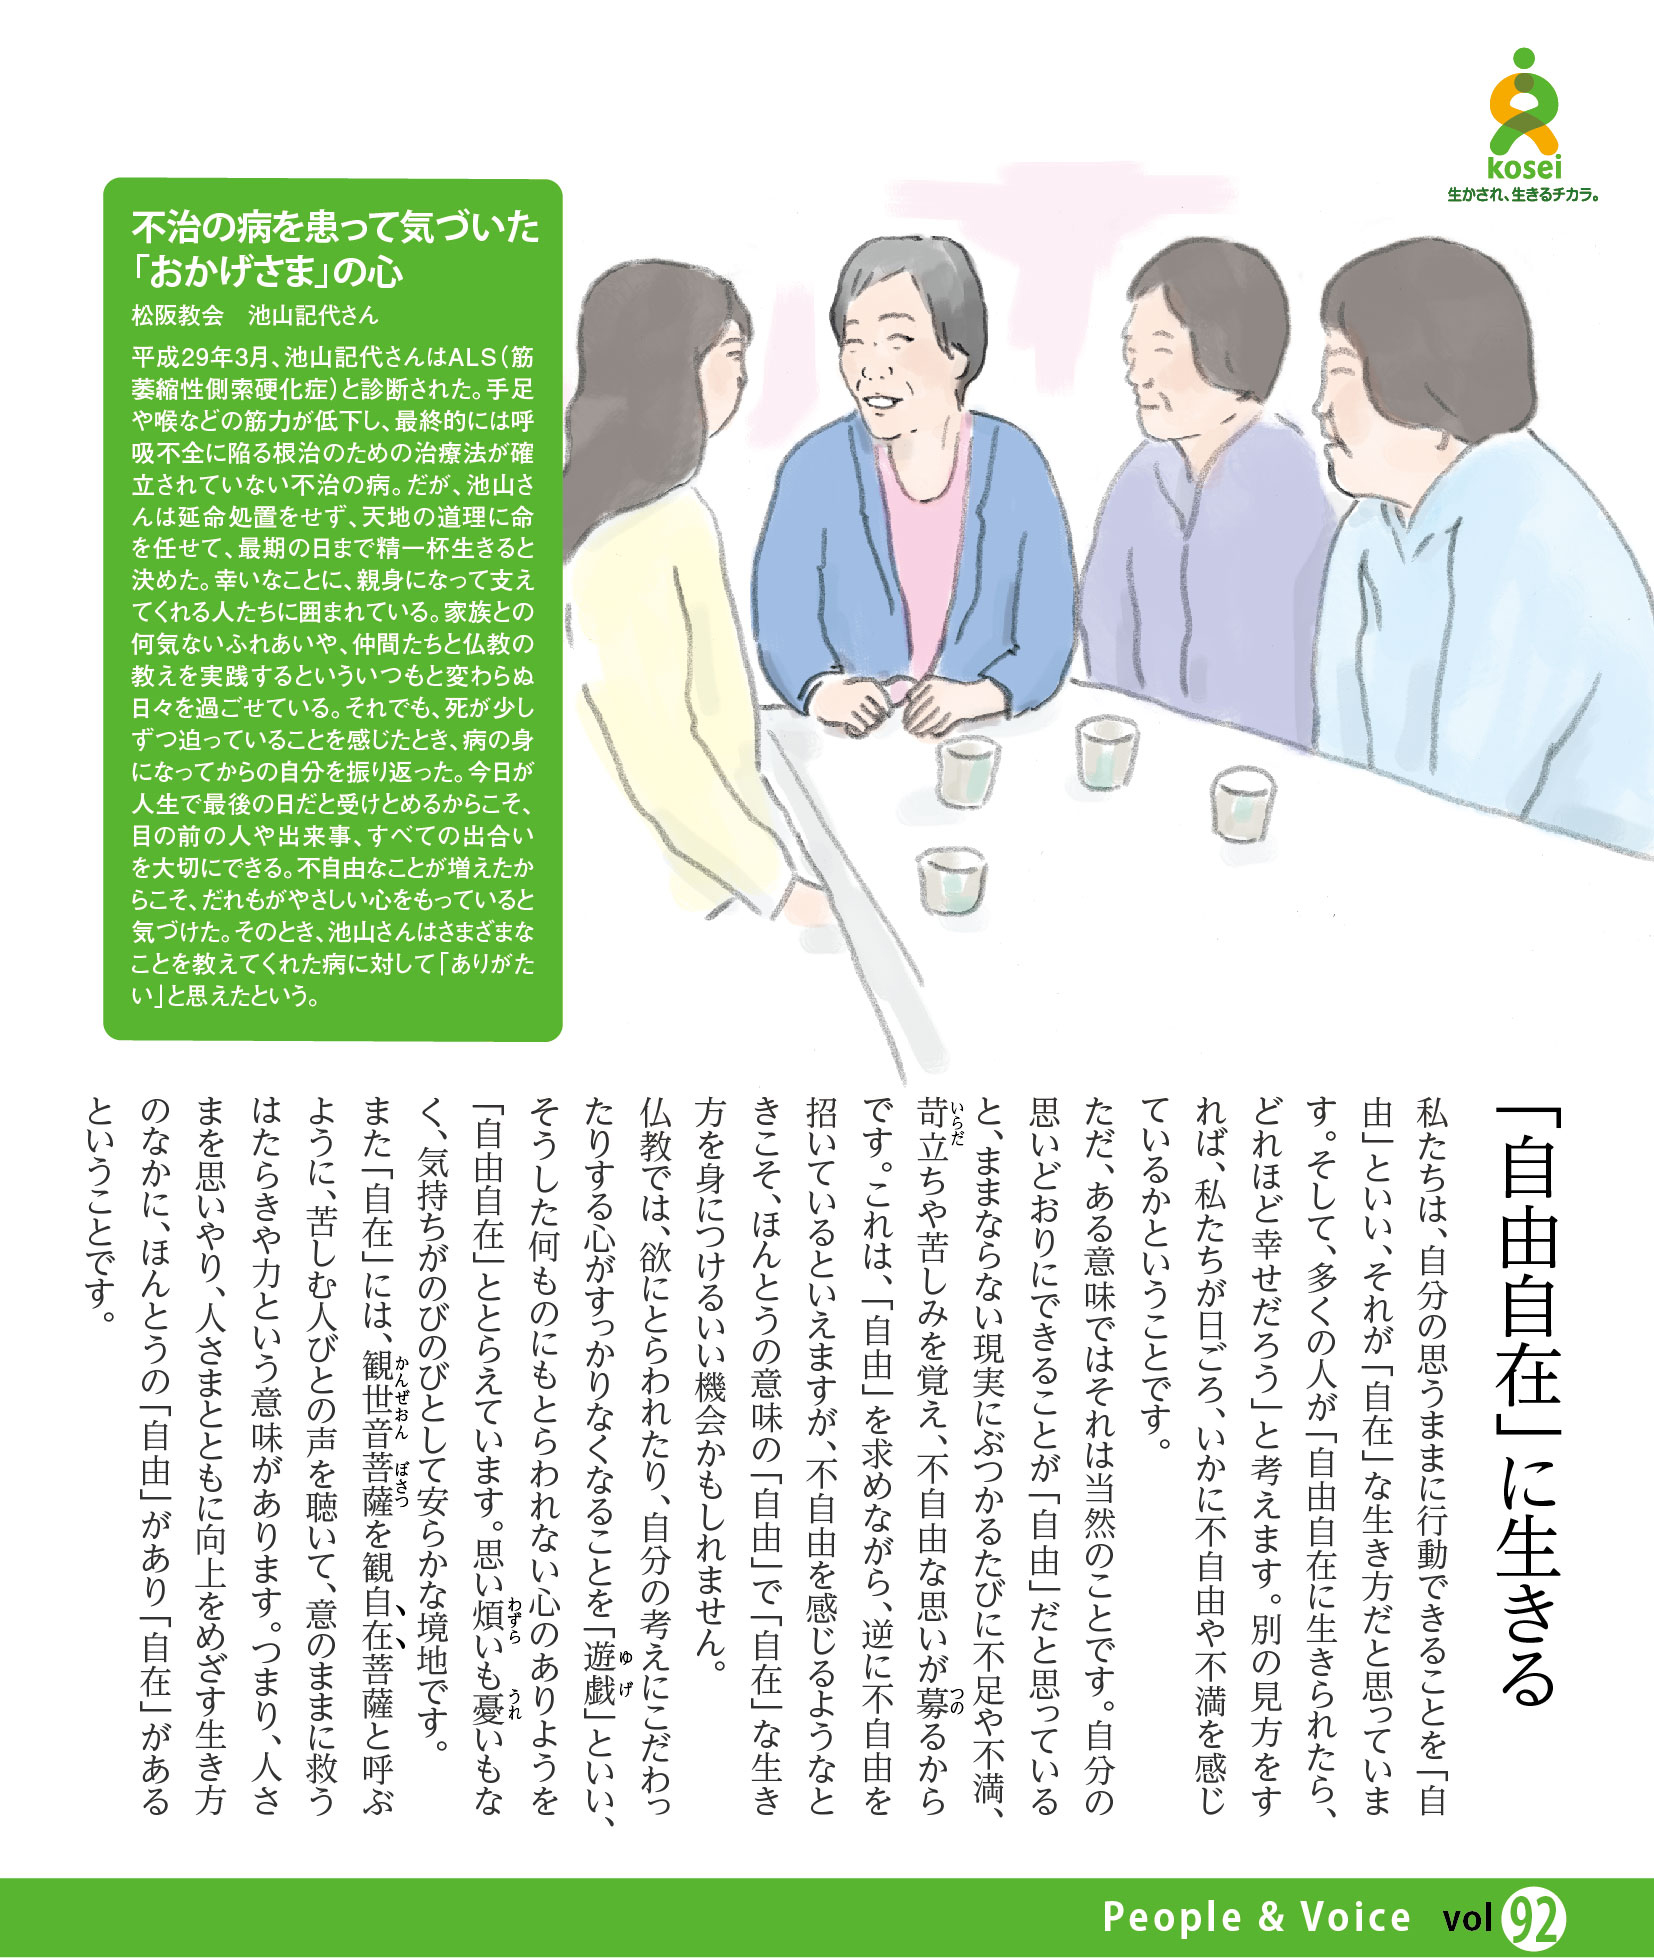 kosei
生かされ、生きるチカラ。
不治の病を患って気づいた
「おかげさま」の心
松阪教会　池山記代さん
平成29年3月、池山記代さんはALS（筋
萎縮性側索硬化症）と診断された。手足
や喉などの筋力が低下し、最終的には呼
吸不全に陥る根治のための治療法が確
立されていない不治の病。だが、池山さ
んは延命処置をせず、天地の道理に命
を任せて、最期の日まで精一杯生きると
決めた。幸いなことに、親身になって支え
てくれる人たちに囲まれている。家族との
何気ないふれあいや、仲間たちと仏教の
教えを実践するといういつもと変わらぬ
日々を過ごせている。それでも、死が少し
ずつ迫っていることを感じたとき、病の身
になってからの自分を振り返った。今日が
人生で最後の日だと受けとめるからこそ、
目の前の人や出来事、すべての出合い
を大切にできる。不自由なことが増えたか
らこそ、だれもがやさしい心をもっていると
気づけた。そのとき、池山さんはさまざまな
ことを教えてくれた病に対して「ありがた
い」と思えたという。
「自由自在」に生きる
私たちは、自分の思うままに行動できることを「自
由」といい、それが「自在」な生き方だと思っていま
す。そして、多くの人が「自由自在に生きられたら、
どれほど幸せだろう」と考えます。別の見方をす
れば、私たちが日ごろ、いかに不自由や不満を感じ
ているかということです。
ただ、ある意味ではそれは当然のことです。自分の
思いどおりにできることが「自由」だと思っている
と、ままならない現実にぶつかるたびに不足や不満、
苛立ちや苦しみを覚え、不自由な思いが募るから
いらだ
つの
です。これは、「自由」を求めながら、逆に不自由を
招いているといえますが、不自由を感じるようなと
きこそ、ほんとうの意味の「自由」で「自在」な生き
方を身につけるいい機会かもしれません。
仏教では、欲にとらわれたり、自分の考えにこだわっ
たりする心がすっかりなくなることを「遊戯」といい、
ゆげ
そうした何ものにもとらわれない心のありようを
「自由自在」ととらえています。思い煩いも憂いもな
わずら
うれ
く、気持ちがのびのびとして安らかな境地です。
また「自在」には、観世音菩薩を観自在菩薩と呼ぶ
かんぜおん ぼさつ
ように、苦しむ人びとの声を聴いて、意のままに救う
はたらきや力という意味があります。つまり、人さ
まを思いやり、人さまとともに向上をめざす生き方
のなかに、ほんとうの「自由」があり「自在」がある
ということです。
People & Voice vol 92